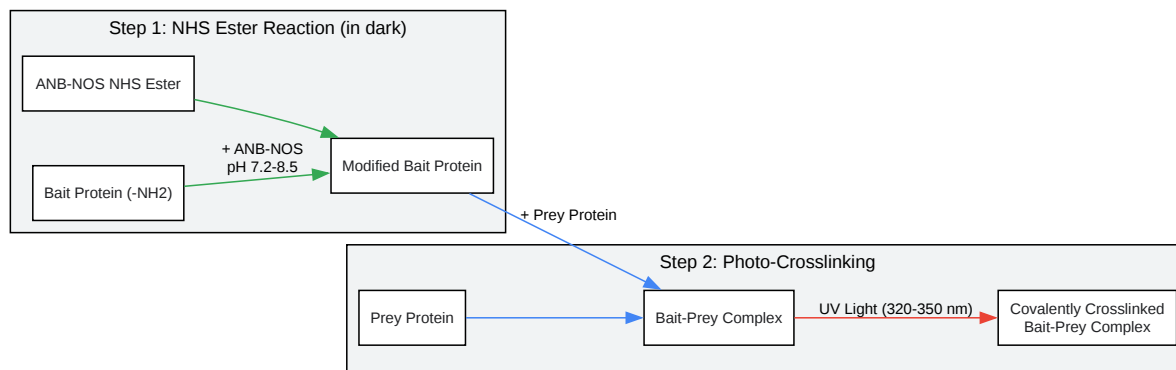 Step 1: NHS Ester Reaction (in dark)
ANB-NOS NHS Ester
+ ANB-NOS
pH 7.2-8.5
Modified Bait Protein
Bait Protein (-NH2)
+ Prey Protein
Step 2: Photo-Crosslinking
Prey Protein
Bait-Prey Complex
UV Light (320-350 nm)
Covalently Crosslinked
Bait-Prey Complex